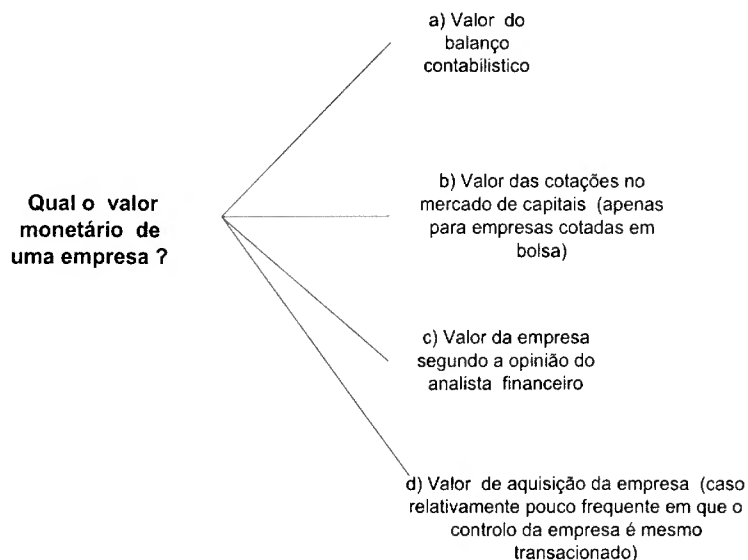 a) Valor do
balanço
contabilistico
Qual o valor
monetário de
uma empresa ?
b) Valor das cotações no
mercado de capitais (apenas
para empresas cotadas em
bolsa)
c) Valor da empresa
segundo a opinião do
analista financeiro
d) Valor de aquisição da empresa (caso
relativamente pouco frequente em que o
controlo da empresa é mesmo
transacionado)